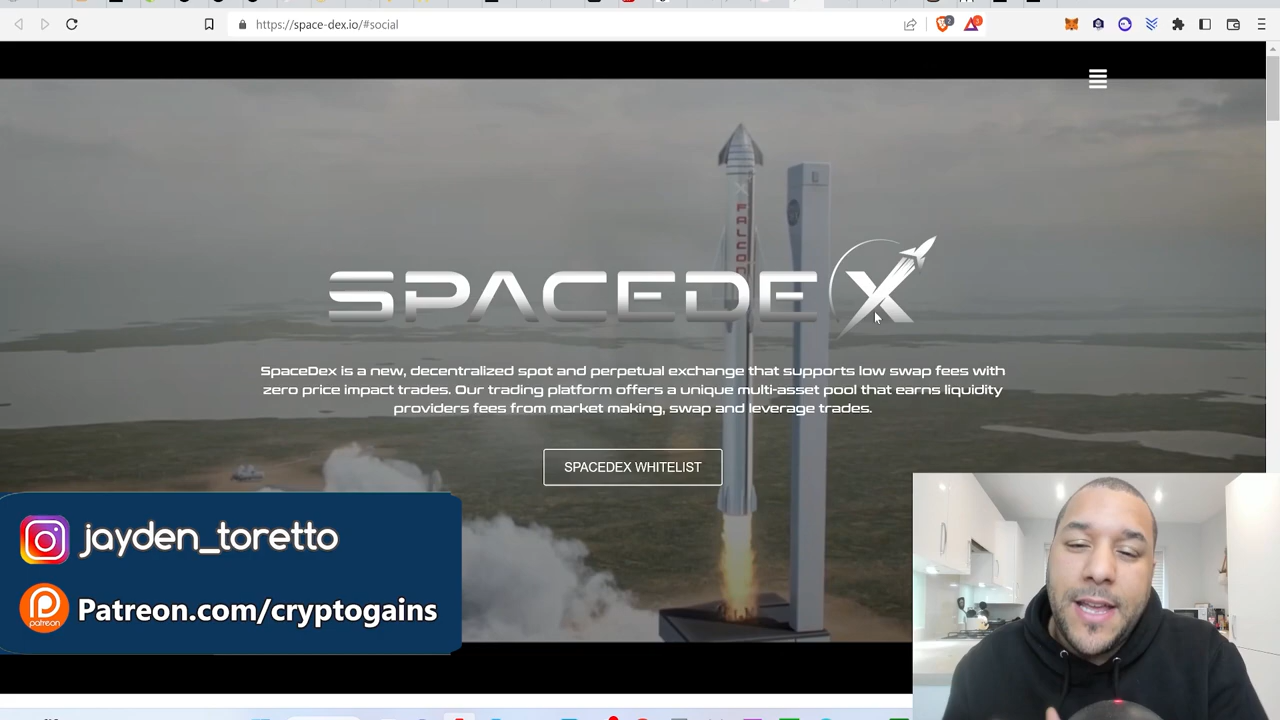 https://space-dex.io/#social
FALCON
SPACEDEX
SpaceDex is a new, decentralized spot and perpetual exchange that supports low swap fees with
zero price impact trades. Our trading platform offers a unique multi-asset pool that earns liquidity
providers fees from market making, swap and leverage trades.
SPACEDEX WHITELIST
jayden_toretto
patreon
Patreon.com/cryptogains